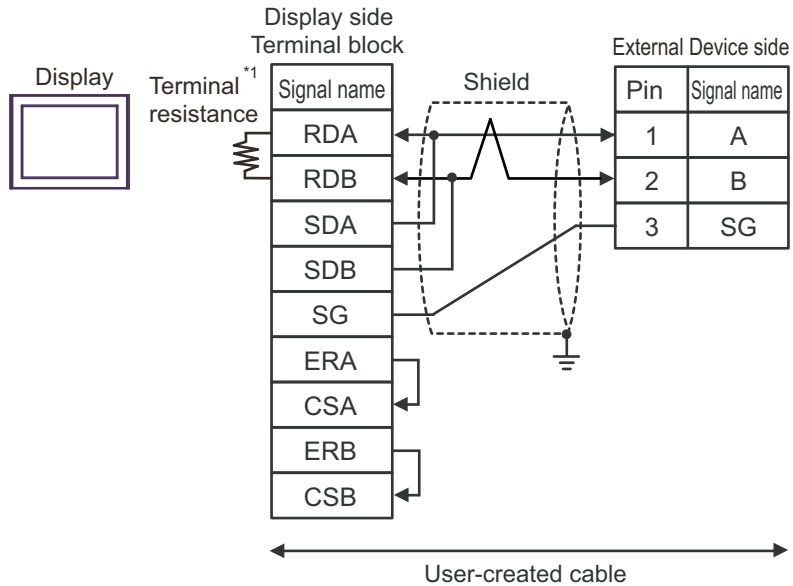 Display side
Terminal block
External Device side
Display
Terminal *1
resistance
Signal name
Shield
Pin
Signal name
RDA
1
A
RDB
2
B
SDA
3
SG
SDB
SG
ERA
CSA
ERB
CSB
User-created cable